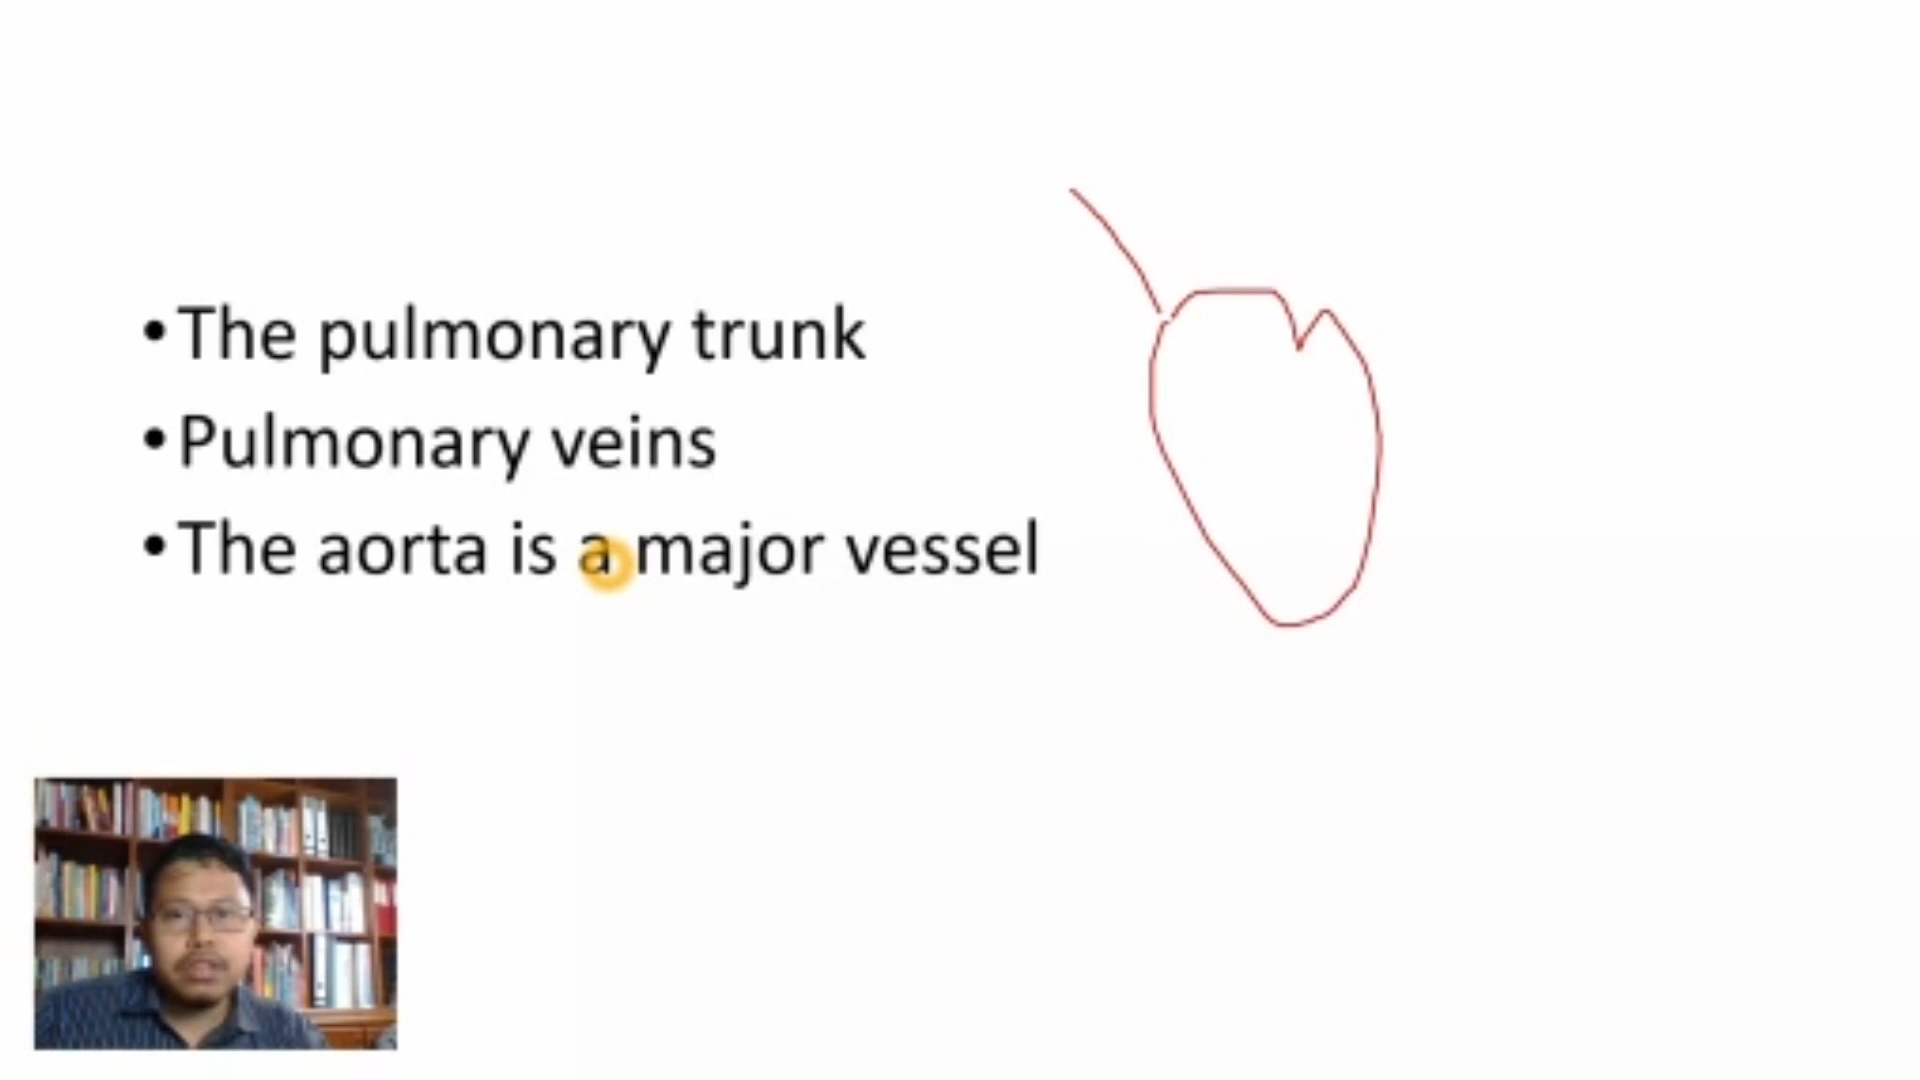 • The pulmonary trunk
• Pulmonary veins
• The aorta is a major vessel